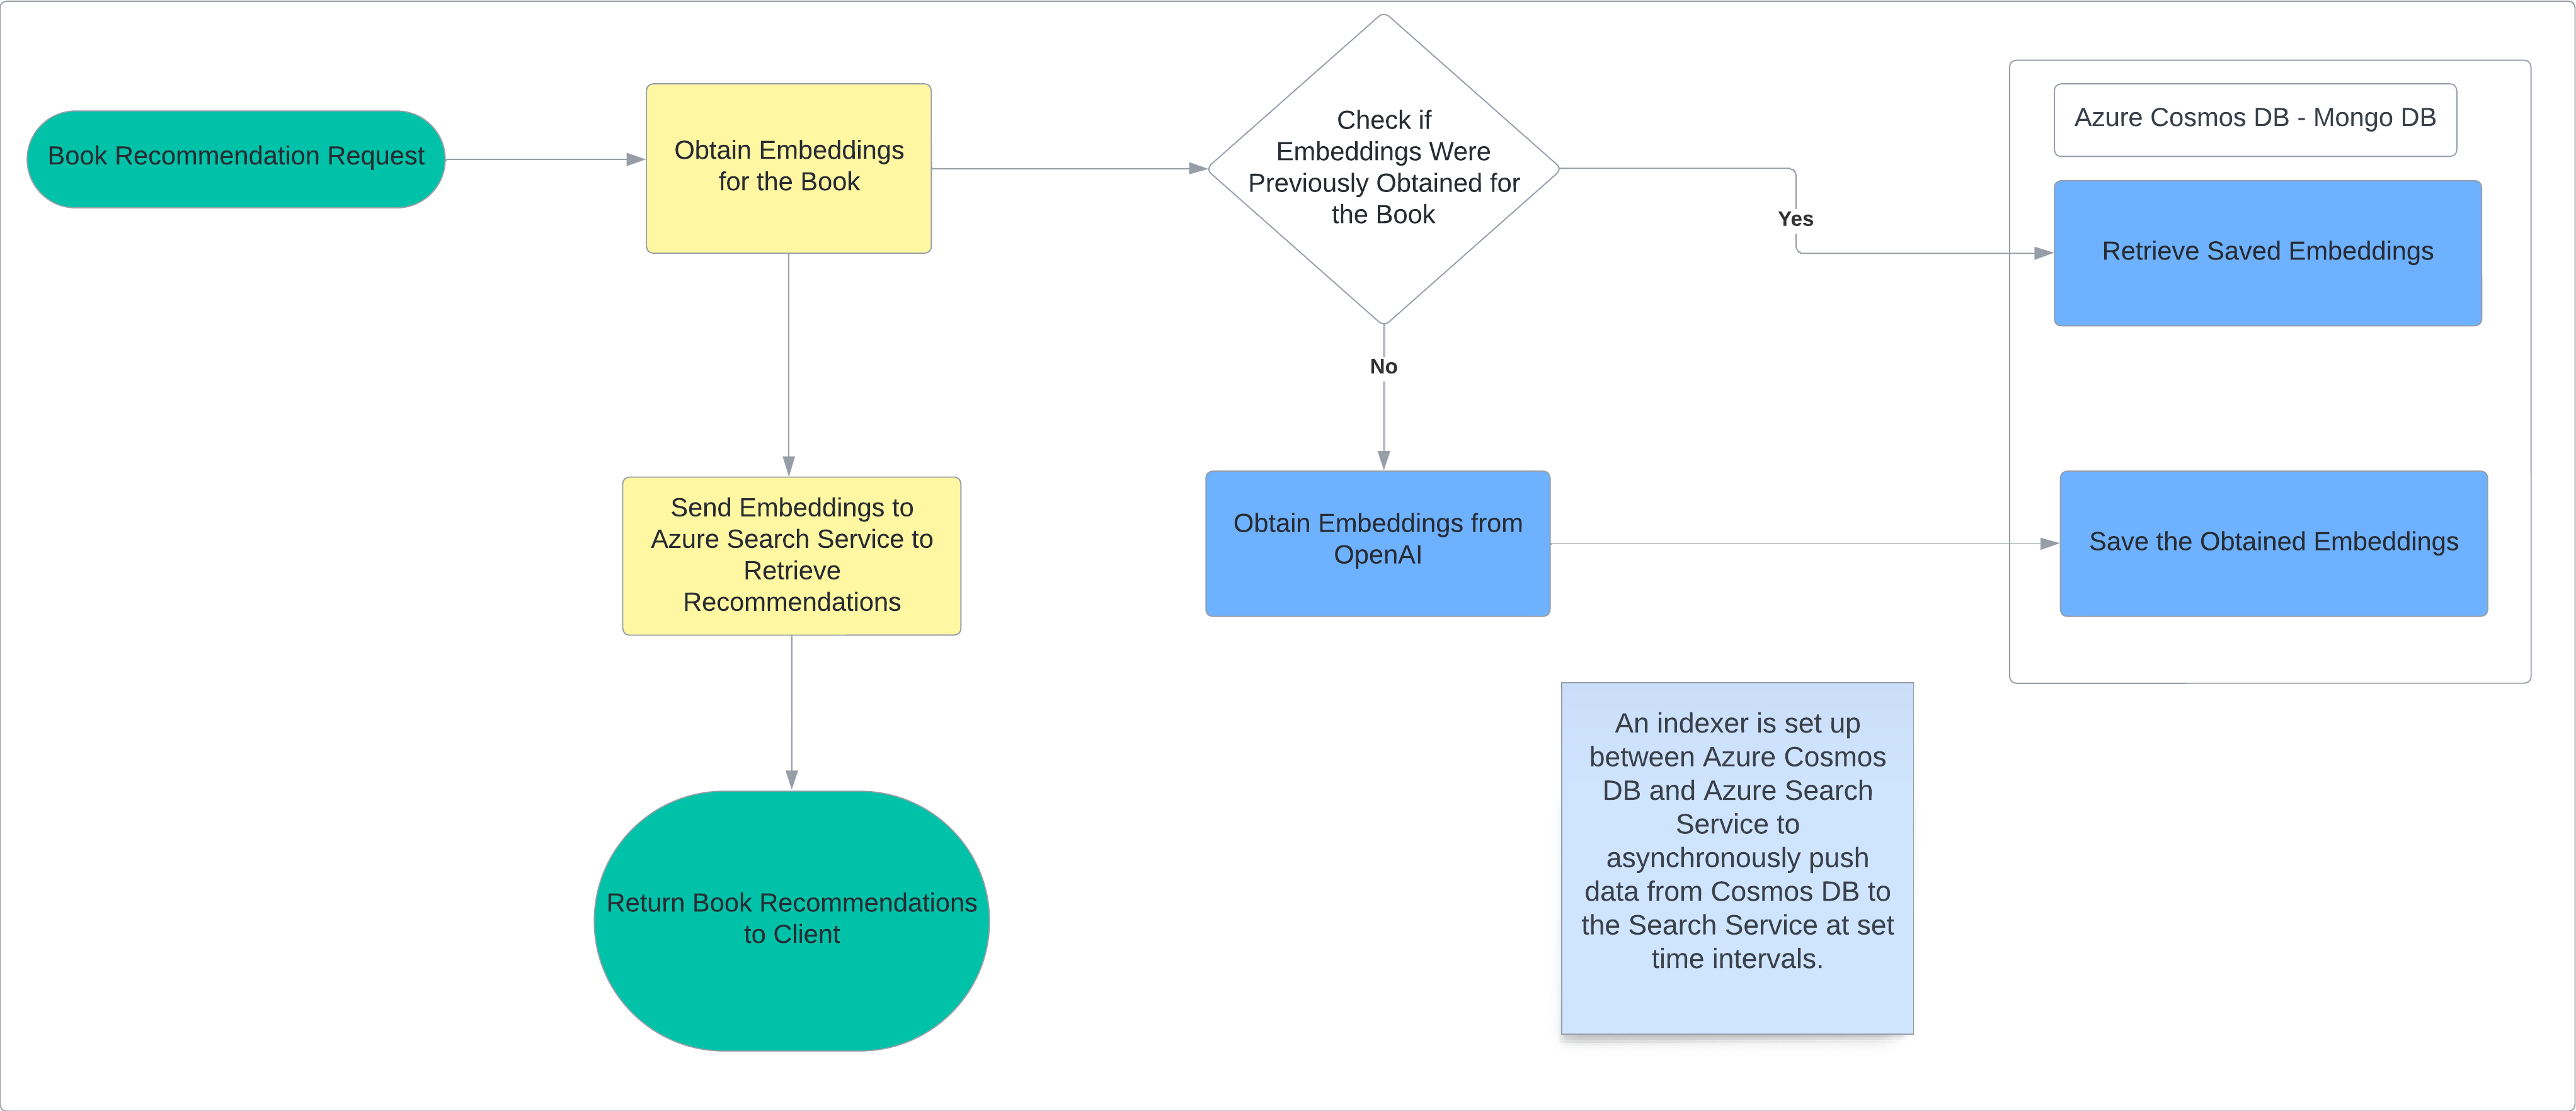 Book Recommendation Request
Obtain Embeddings
for the Book
Check if
Embeddings Were
Previously Obtained for
the Book
Yes
No
Azure Cosmos DB - Mongo DB
Retrieve Saved Embeddings
Send Embeddings to
Azure Search Service to
Retrieve
Recommendations
Obtain Embeddings from
OpenAI
Save the Obtained Embeddings
Return Book Recommendations
to Client
An indexer is set up
between Azure Cosmos
DB and Azure Search
Service to
asynchronously push
data from Cosmos DB to
the Search Service at set
time intervals.